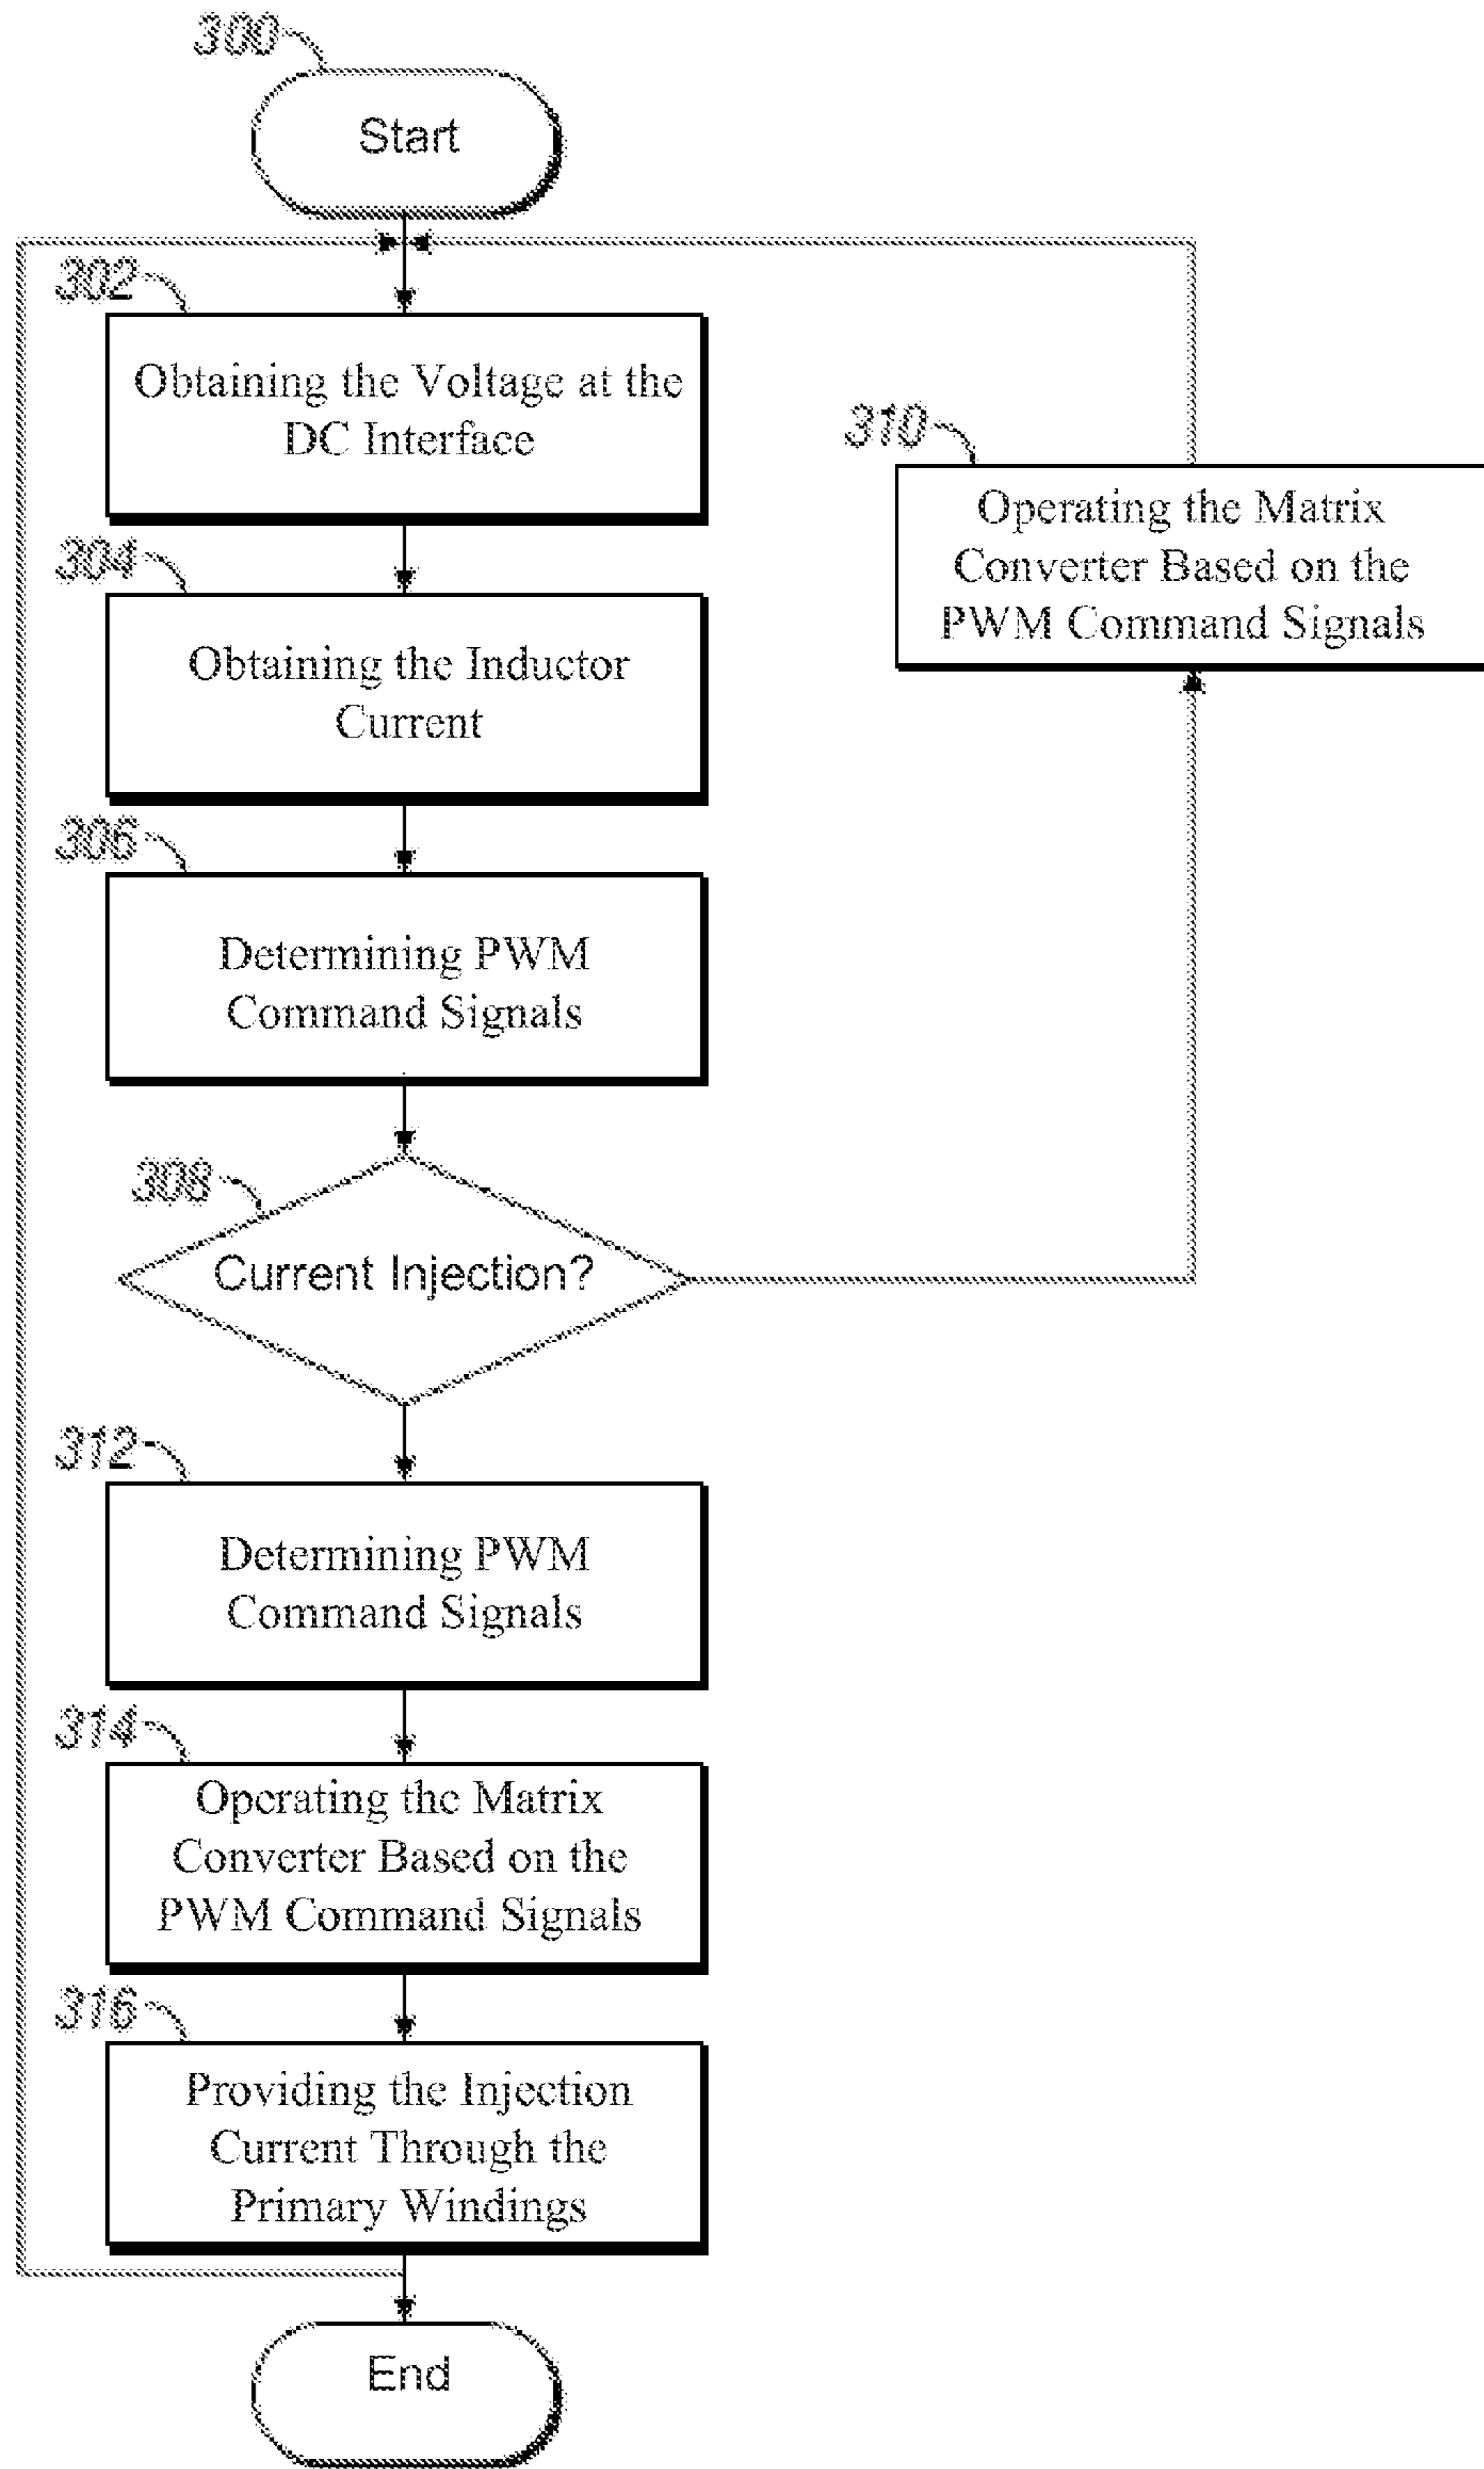 300
Start
302
Obtaining the Voltage at the
DC Interface
310
Operating the Matrix
Converter Based on the
PWM Command Signals
304
Obtaining the Inductor
Current
306
Determining PWM
Command Signals
308
Current Injection?
312
Determining PWM
Command Signals
314
Operating the Matrix
Converter Based on the
PWM Command Signals
316
Providing the Injection
Current Through the
Primary Windings
End